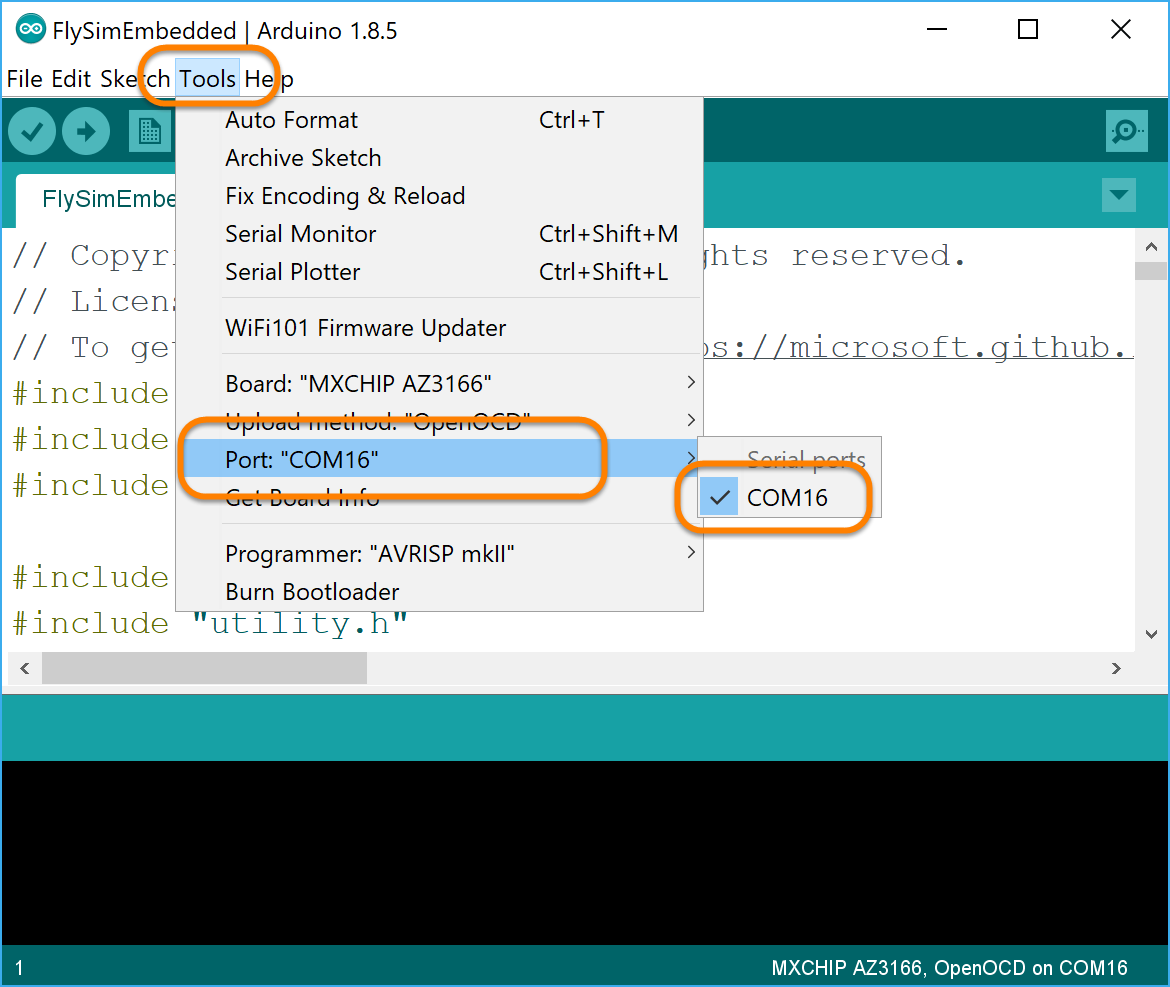 FlySimEmbedded | Arduino 1.8.5
File Edit Sketch Tools Help
Auto Format Ctrl+T
Archive Sketch
Fix Encoding & Reload
Serial Monitor Ctrl+Shift+M
Serial Plotter Ctrl+Shift+L
WiFi101 Firmware Updater
Board: "MXCHIP AZ3166"
Upload method: "OpenOCD"
Port: "COM16"
Get Board Info
Programmer: "AVRISP mkII"
Burn Bootloader
Serial ports
COM16
FlySimEmbe
// Copyri ghts reserved.
// Licens
// To get ps://microsoft.github.
#include
#include
#include
#include
#include "utility.h"
1 MXCHIP AZ3166, OpenOCD on COM16